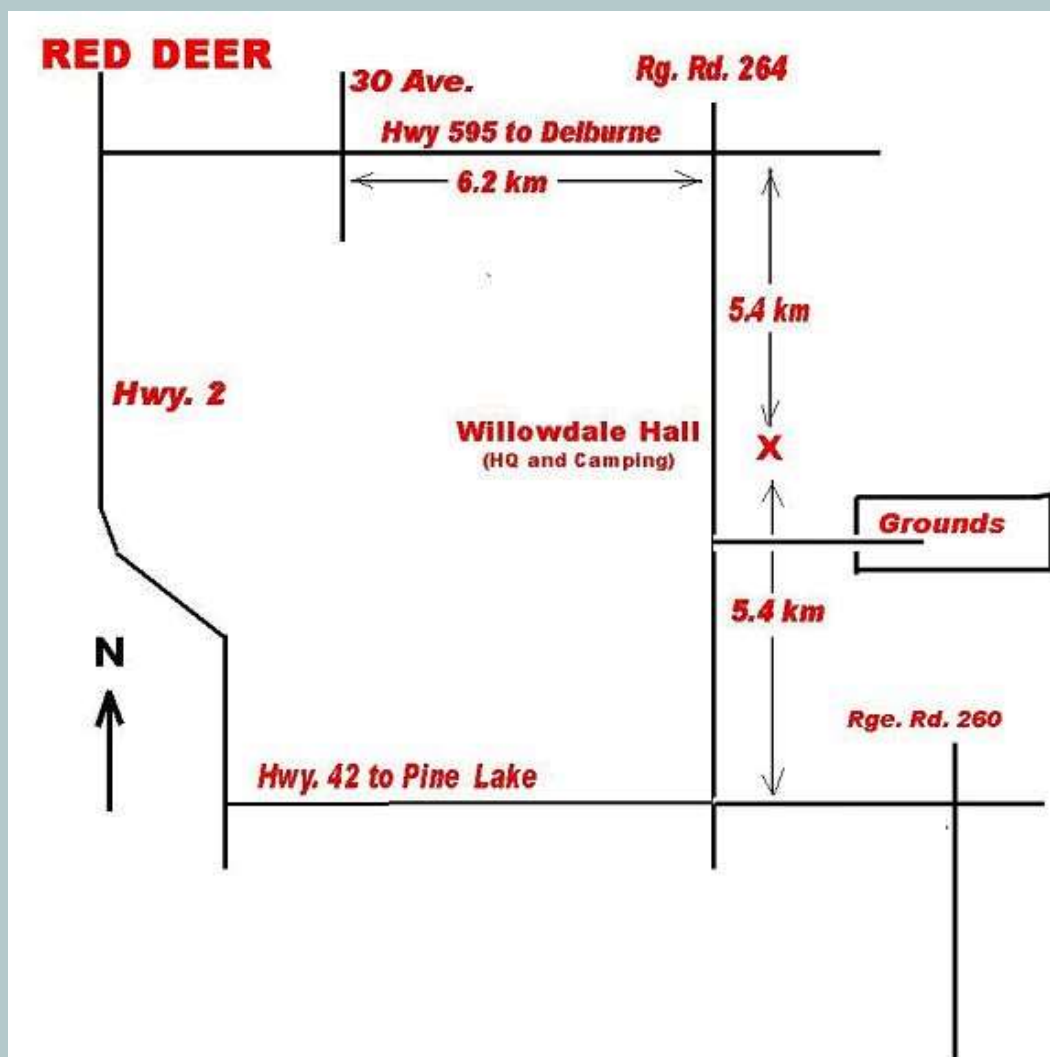 RED DEER
30 Ave.
Rg. Rd. 264
Hwy 595 to Delburne
6.2 km
5.4 km
Hwy. 2
Willowdale Hall
(HQ and Camping)
X
Grounds
5.4 km
N
Rge. Rd. 260
Hwy. 42 to Pine Lake